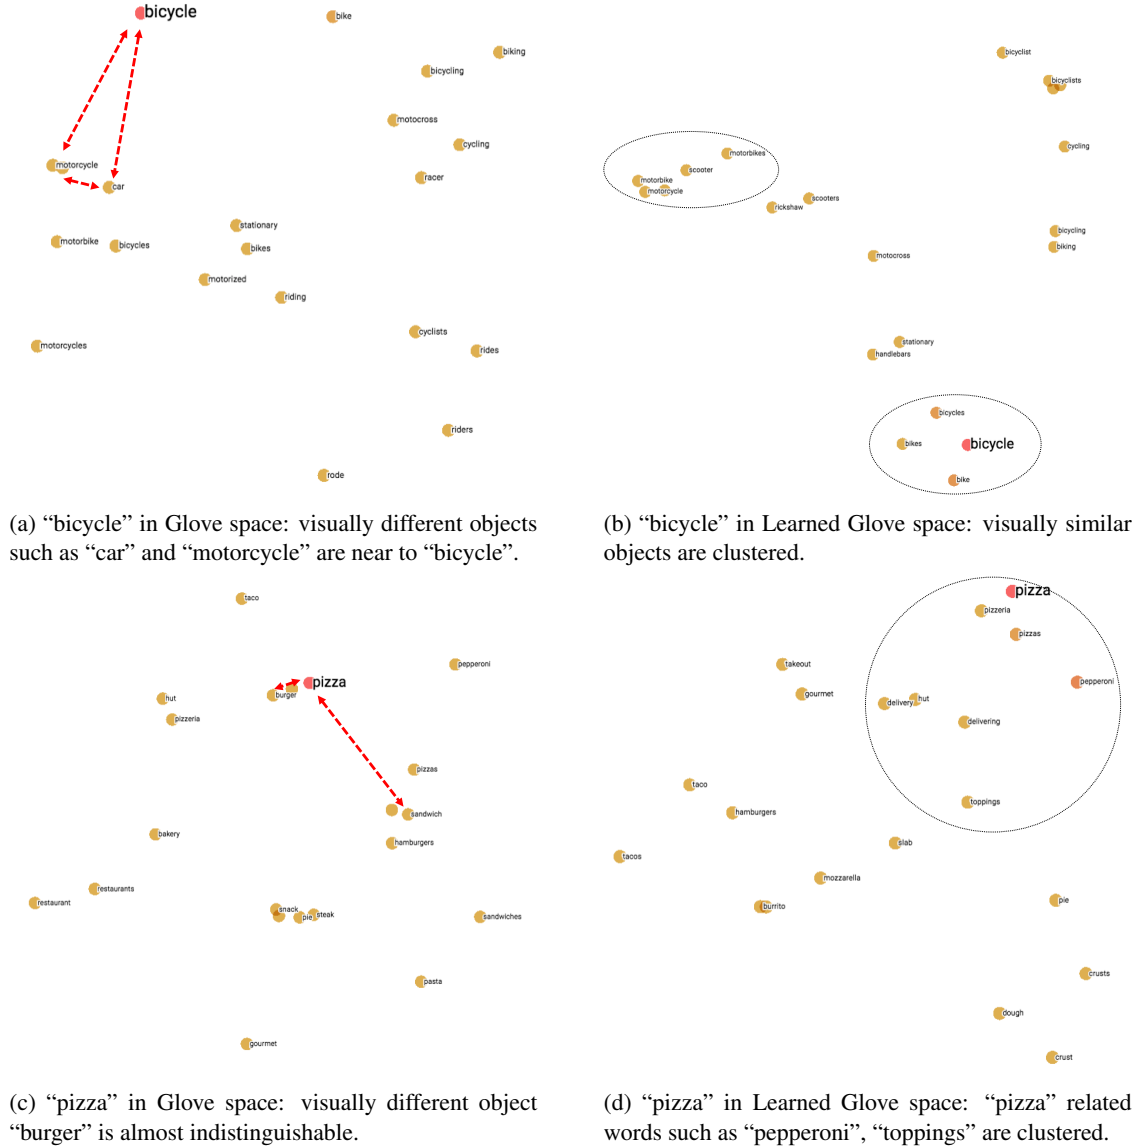 bicycle
bike
biking
bicycling
motocross
cycling
motorcycle
racer
car
stationary
motorbike
bicycles
bikes
motorized
riding
cyclists
motorcycles
rides
riders
rode
(a) “bicycle” in Glove space: visually different objects
such as “car” and “motorcycle” are near to “bicycle”.
bicyclist
bicyclists
cycling
motorbikes
scooter
motorbike
motorcycle
scooters
rickshaw
bicycling
biking
motocross
stationary
handlebars
bicycles
bikes
bicycle
bike
(b) “bicycle” in Learned Glove space: visually similar
objects are clustered.
taco
pepperoni
pizza
burger
hut
pizzeria
pizzas
sandwich
bakery
hamburgers
restaurants
restaurant
snack
pie
steak
sandwiches
pasta
gourmet
(c) “pizza” in Glove space: visually different object
“burger” is almost indistinguishable.
pizza
pizzeria
pizzas
takeout
pepperoni
gourmet
delivery
hut
delivering
taco
toppings
hamburgers
slab
tacos
mozzarella
pie
burrito
crusts
dough
crust
(d) “pizza” in Learned Glove space: “pizza” related
words such as “pepperoni”, “toppings” are clustered.